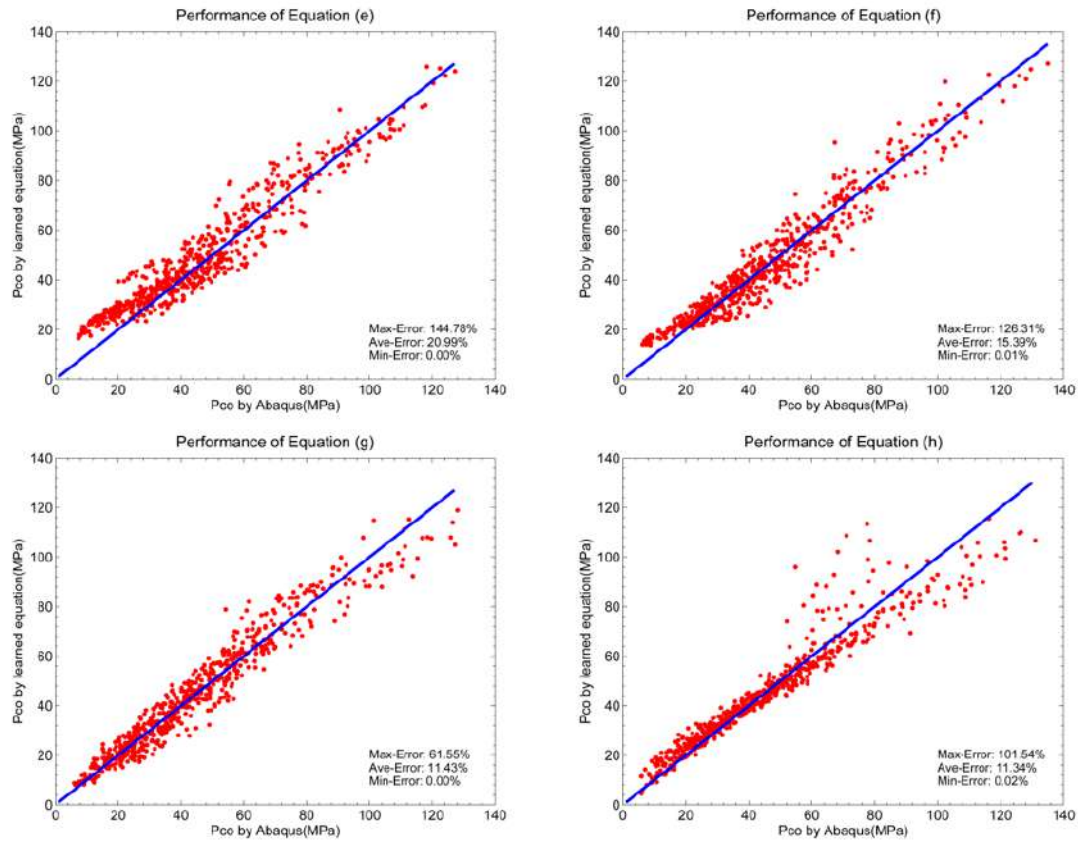 Performance of Equation (e)
Pco by learned equation(MPa)
140
120
100
80
60
40
20
0
Max-Error: 144.78%
Ave-Error: 20.99%
Min-Error: 0.00%
0 20 40 60 80 100 120 140
Pco by Abaqus(MPa)
Performance of Equation (f)
Pco by learned equation(MPa)
140
120
100
80
60
40
20
0
Max-Error: 126.31%
Ave-Error: 15.39%
Min-Error: 0.01%
0 20 40 60 80 100 120 140
Pco by Abaqus(MPa)
Performance of Equation (g)
Pco by learned equation(MPa)
140
120
100
80
60
40
20
0
Max-Error: 61.55%
Ave-Error: 11.43%
Min-Error: 0.00%
0 20 40 60 80 100 120 140
Pco by Abaqus(MPa)
Performance of Equation (h)
Pco by learned equation(MPa)
140
120
100
80
60
40
20
0
Max-Error: 101.54%
Ave-Error: 11.34%
Min-Error: 0.02%
0 20 40 60 80 100 120 140
Pco by Abaqus(MPa)